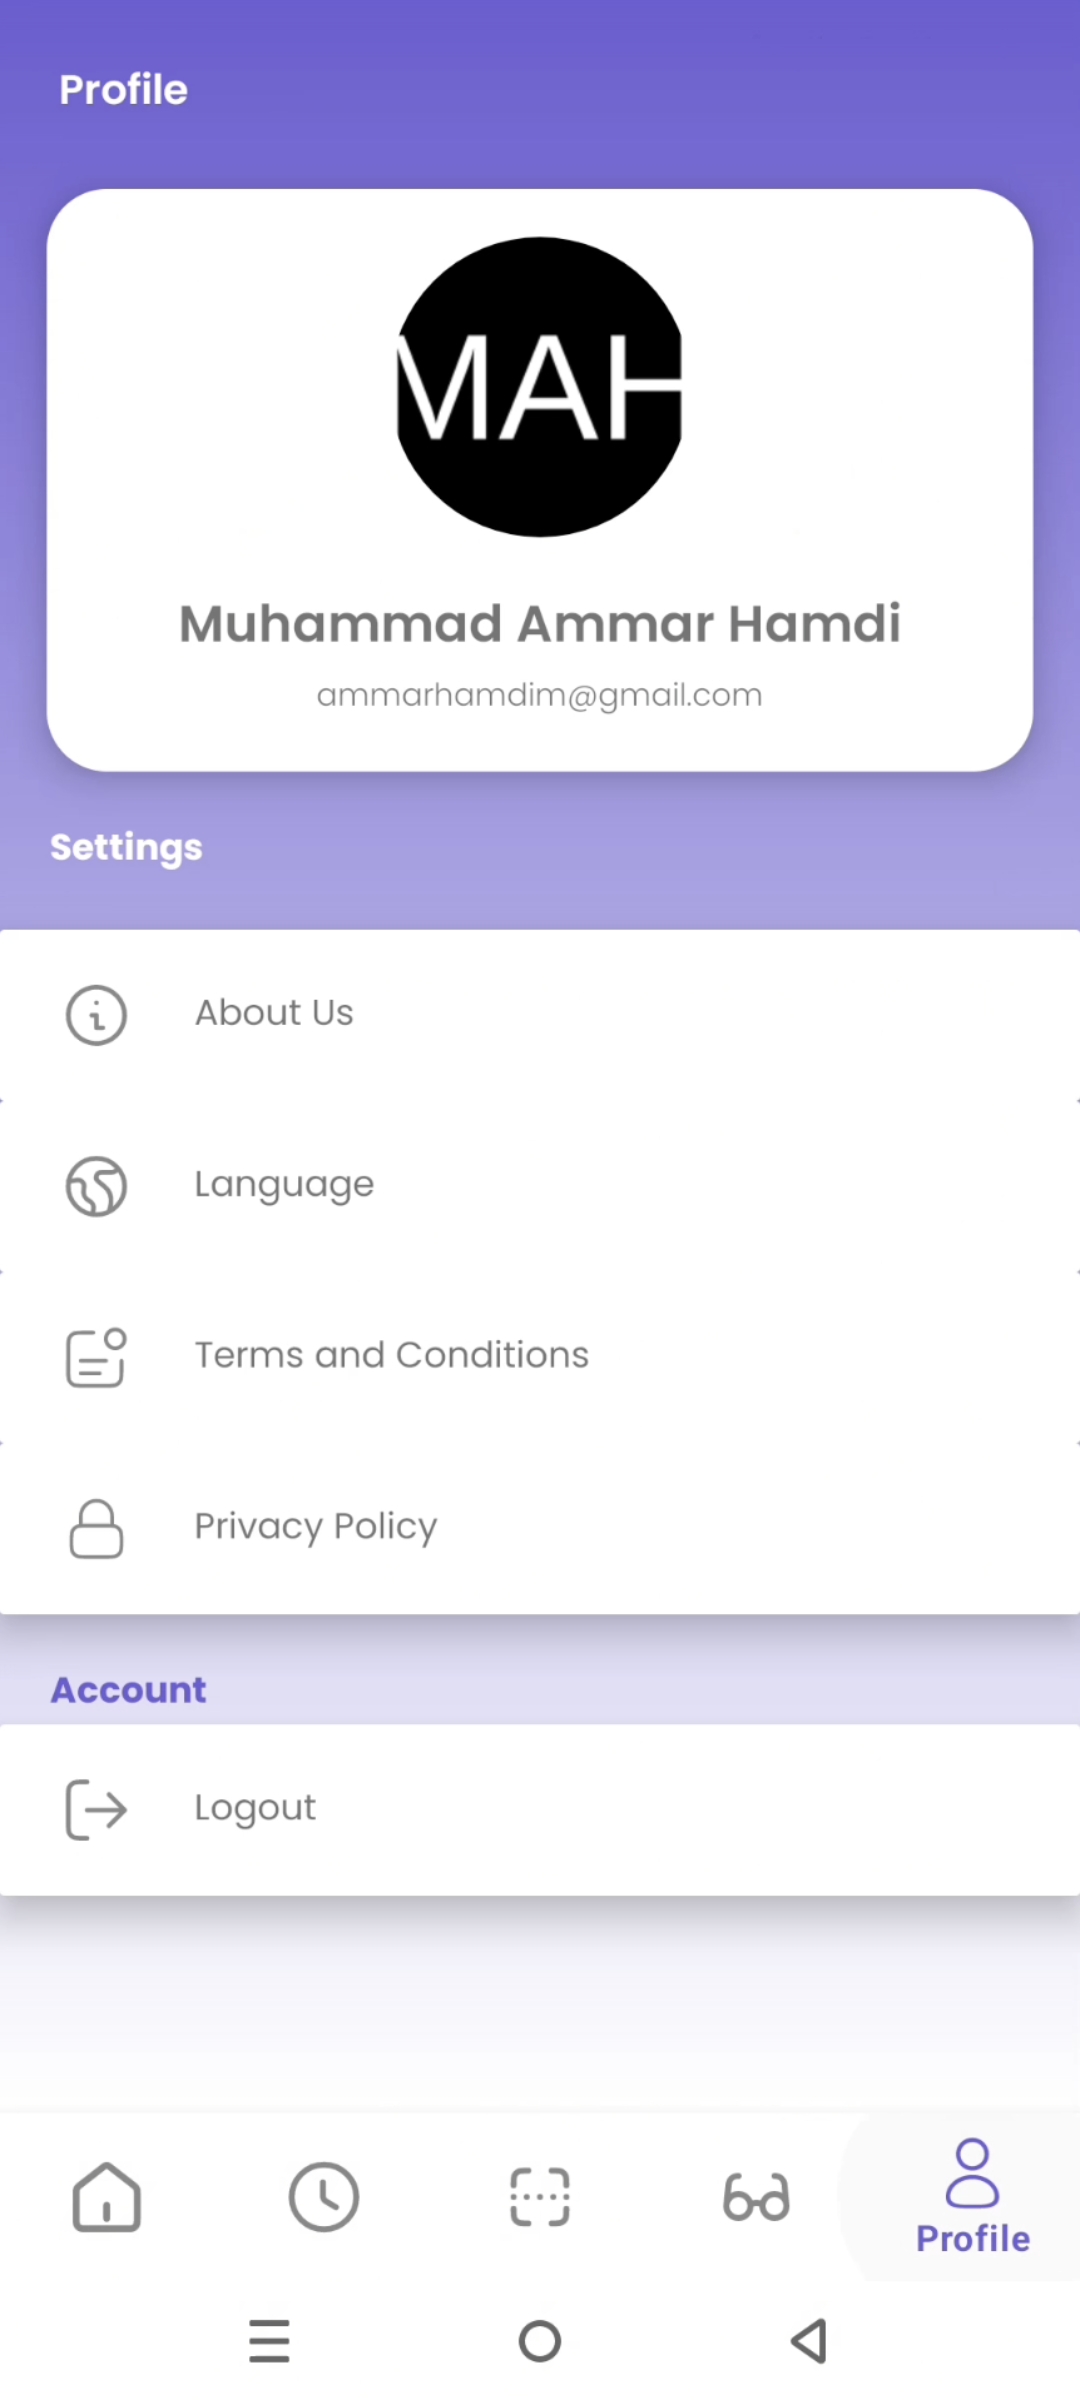 Profile
MAH
Muhammad Ammar Hamdi
ammarhamdim@gmail.com
Settings
About Us
Language
Terms and Conditions
Privacy Policy
Account
Logout
Profile